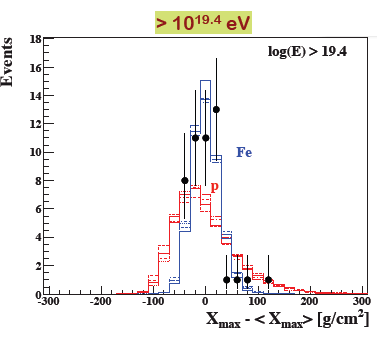 > 10^19.4 eV
log(E) > 19.4
Events
18
16
14
12
10
8
6
4
2
0
Fe
p
-300 -200 -100 0 100 200 300
X_max - < X_max> [g/cm^2]